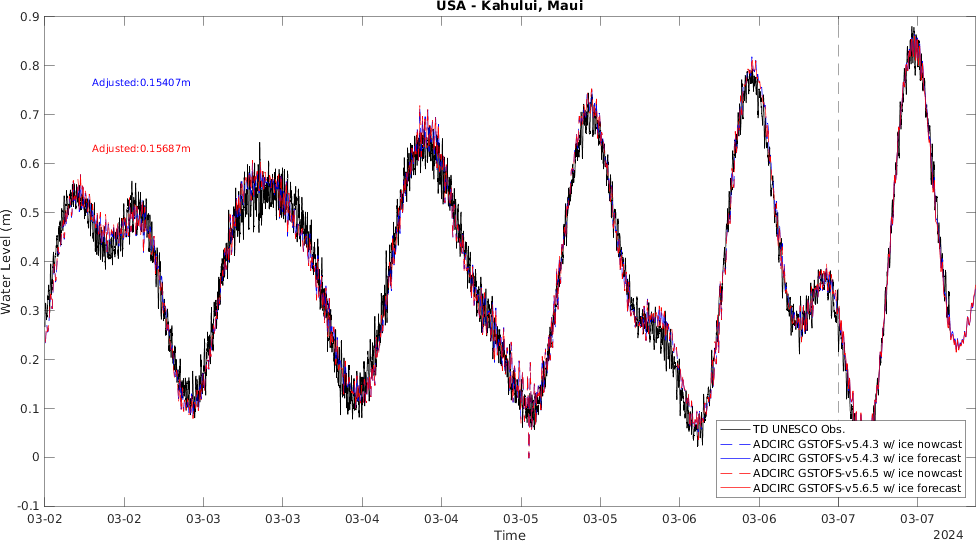 USA - Kahului, Maui
0.9
0.8
0.7
0.6
0.5
0.4
0.3
0.2
0.1
0
-0.1
Water Level (m)
Adjusted:0.15407m
Adjusted:0.15687m
TD UNESCO Obs.
ADCIRC GSTOFS-v5.4.3 w/ ice nowcast
ADCIRC GSTOFS-v5.4.3 w/ ice forecast
ADCIRC GSTOFS-v5.6.5 w/ ice nowcast
ADCIRC GSTOFS-v5.6.5 w/ ice forecast
03-02 03-02 03-03 03-03 03-04 03-04 03-05 03-05 03-06 03-06 03-07 03-07
Time
2024